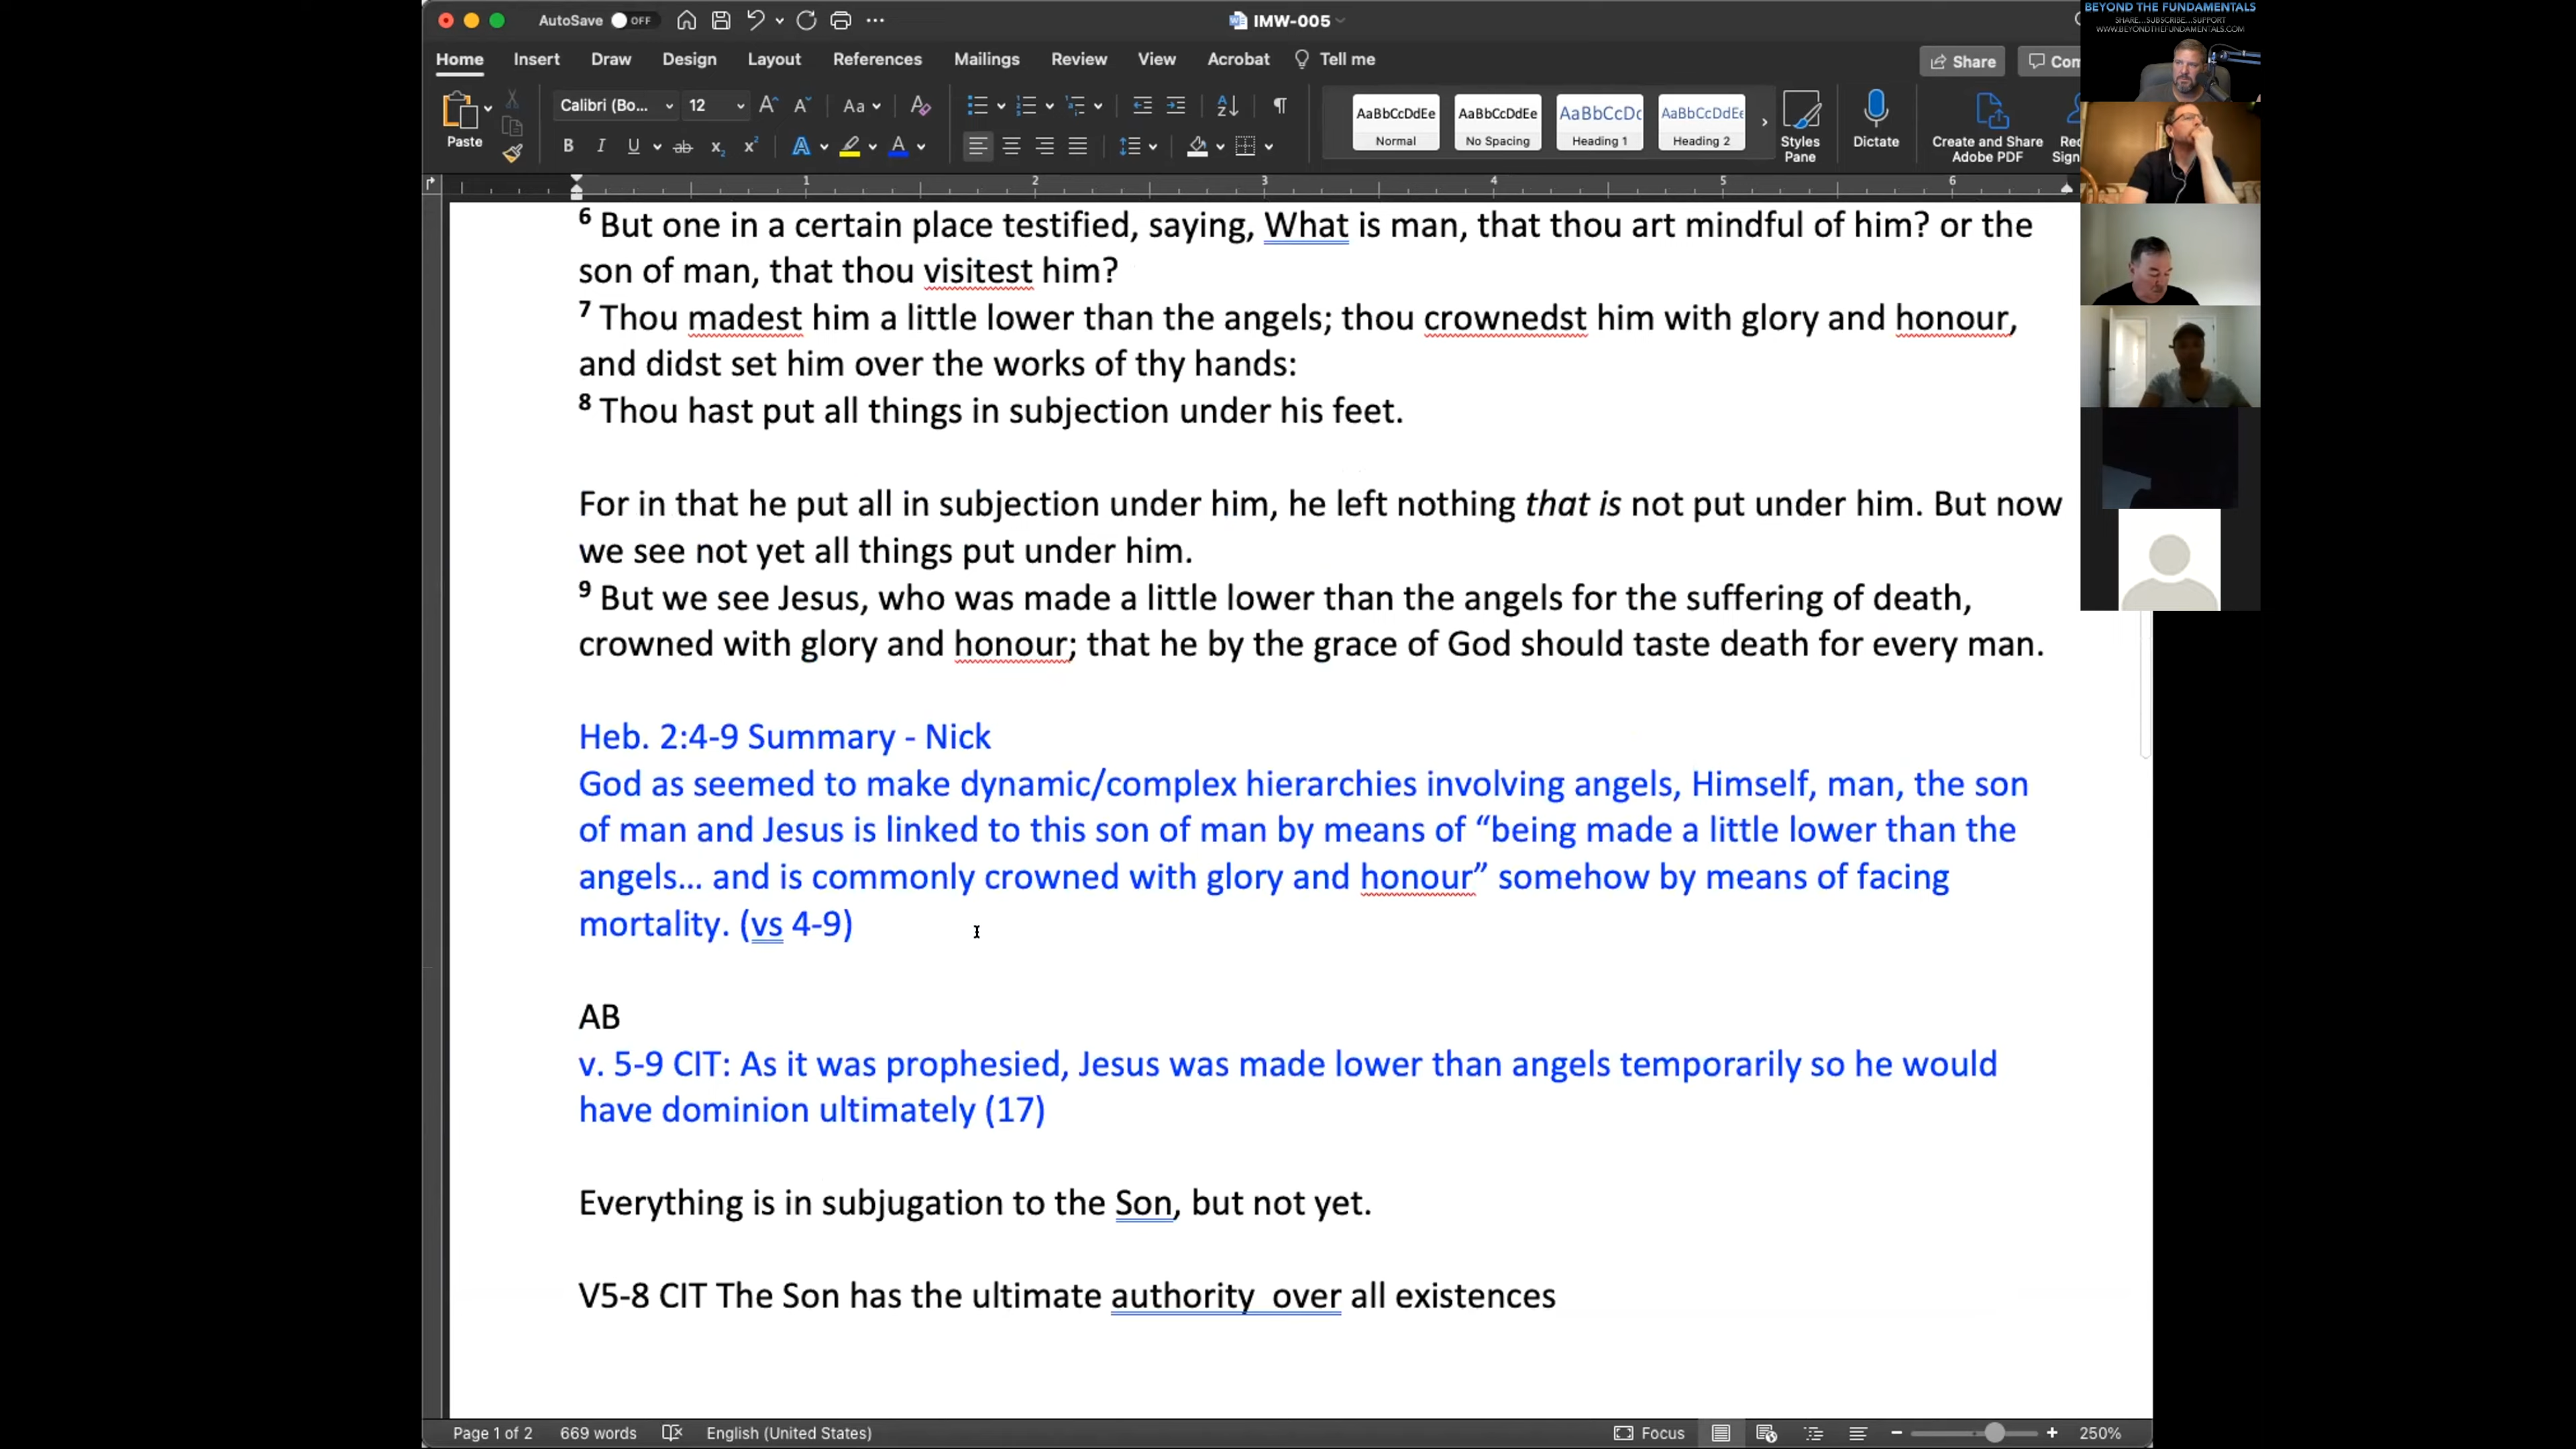 AutoSave OFF IMW-005
BEYOND THE FUNDAMENTALS
SHARE...SUBSCRIBE...SUPPORT
WWW.BEYONDTHEFUNDAMENTALS.COM
Home Insert Draw Design Layout References Mailings Review View Acrobat Tell me Share
Calibri (Bo... 12 Aa
Paste
AaBbCcDdEe AaBbCcDdEe AaBbCcDc AaBbCcDdEe
Normal No Spacing Heading 1 Heading 2
Styles Pane Dictate Create and Share Adobe PDF
1 2 3 4 5 6
6 But one in a certain place testified, saying, What is man, that thou art mindful of him? or the
son of man, that thou visitest him?
7 Thou madest him a little lower than the angels; thou crownedst him with glory and honour,
and didst set him over the works of thy hands:
8 Thou hast put all things in subjection under his feet.
For in that he put all in subjection under him, he left nothing that is not put under him. But now
we see not yet all things put under him.
9 But we see Jesus, who was made a little lower than the angels for the suffering of death,
crowned with glory and honour; that he by the grace of God should taste death for every man.
Heb. 2:4-9 Summary - Nick
God as seemed to make dynamic/complex hierarchies involving angels, Himself, man, the son
of man and Jesus is linked to this son of man by means of “being made a little lower than the
angels... and is commonly crowned with glory and honour” somehow by means of facing
mortality. (vs 4-9)
AB
v. 5-9 CIT: As it was prophesied, Jesus was made lower than angels temporarily so he would
have dominion ultimately (17)
Everything is in subjugation to the Son, but not yet.
V5-8 CIT The Son has the ultimate authority  over all existences
Page 1 of 2 669 words English (United States) Focus 250%